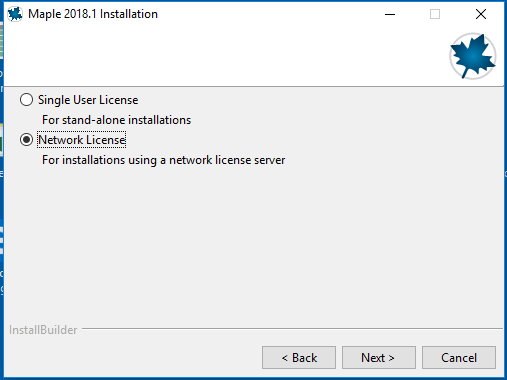 Maple 2018.1 Installation
Single User License
For stand-alone installations
Network License
For installations using a network license server
InstallBuilder
< Back
Next >
Cancel